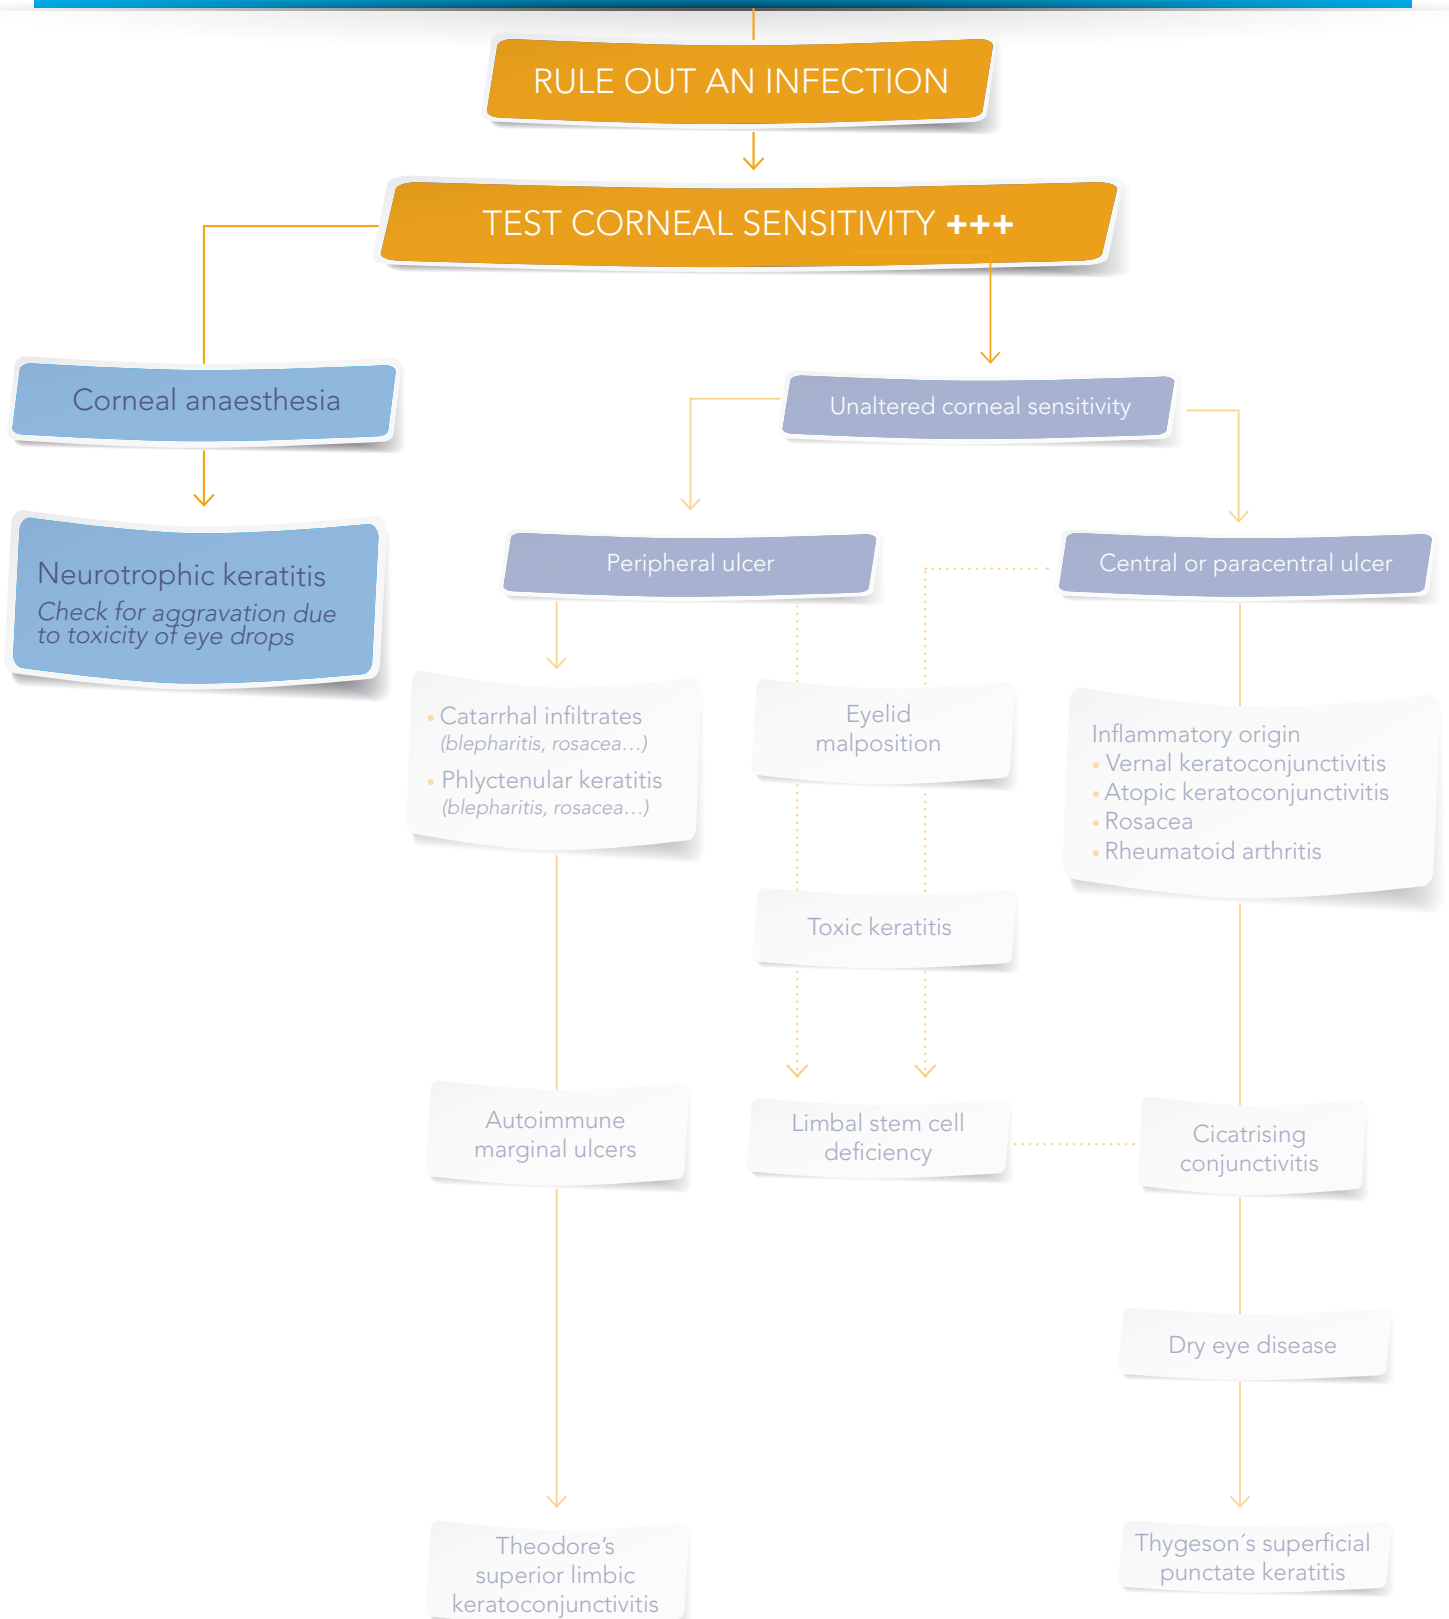 RULE OUT AN INFECTION
TEST CORNEAL SENSITIVITY +++
Corneal anaesthesia
Unaltered corneal sensitivity
Neurotrophic keratitis
Check for aggravation due
to toxicity of eye drops
Peripheral ulcer
Central or paracentral ulcer
• Catarrhal infiltrates
(blepharitis, rosacea…)
• Phlyctenular keratitis
(blepharitis, rosacea…)
Eyelid
malposition
Inflammatory origin
• Vernal keratoconjunctivitis
• Atopic keratoconjunctivitis
• Rosacea
• Rheumatoid arthritis
Toxic keratitis
Autoimmune
marginal ulcers
Limbal stem cell
deficiency
Cicatrising
conjunctivitis
Dry eye disease
Theodore’s
superior limbic
keratoconjunctivitis
Thygeson´s superficial
punctate keratitis